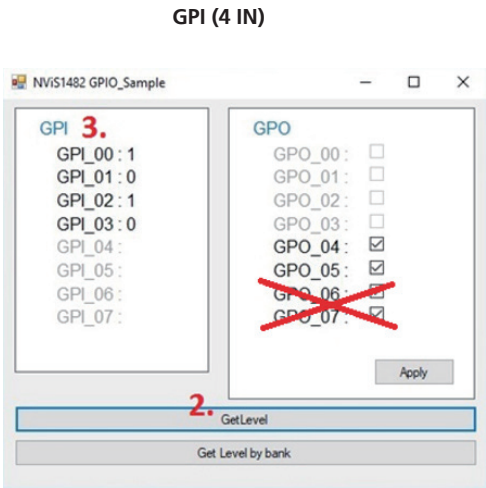 GPI (4 IN)
NViS1482 GPIO_Sample
GPI 3.
GPI_00 : 1
GPI_01 : 0
GPI_02 : 1
GPI_03 : 0
GPI_04 :
GPI_05 :
GPI_06 :
GPI_07 :
GPO
GPO_00 :
GPO_01 :
GPO_02 :
GPO_03 :
GPO_04 :
GPO_05 :
GPO_06 :
GPO_07 :
Apply
2. GetLevel
Get Level by bank